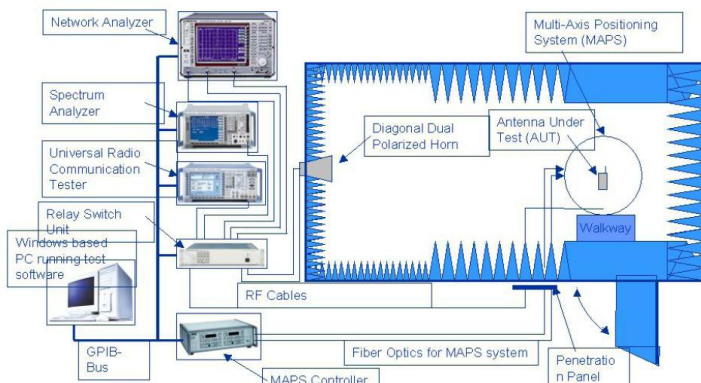 Network Analyzer
Multi-Axis Positioning
System (MAPS)
Spectrum
Analyzer
Diagonal Dual
Polarized Horn
Antenna Under
Test (AUT)
Universal Radio
Communication
Tester
Relay Switch
Unit
Walkway
Windows based
PC running test
software
RF Cables
GPIB-
Bus
Fiber Optics for MAPS system
Penetratio
n Panel
MAPS Controller